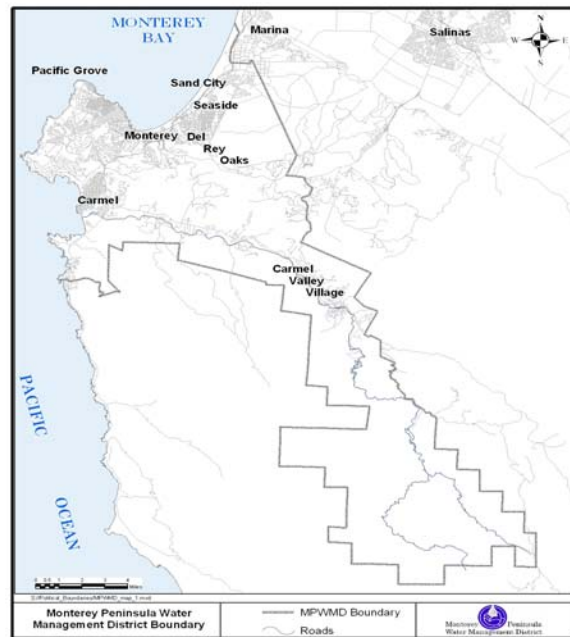 MONTEREY
BAY
Marina
Salinas
N
W E
S
Pacific Grove
Sand City
Seaside
Monterey Del
Rey
Oaks
Carmel
Carmel
Valley
Village
PACIFIC
OCEAN
Miles
Monterey Peninsula Water
Management District Boundary
MPWMD Boundary
Roads
Monterey Peninsula
Water Management District